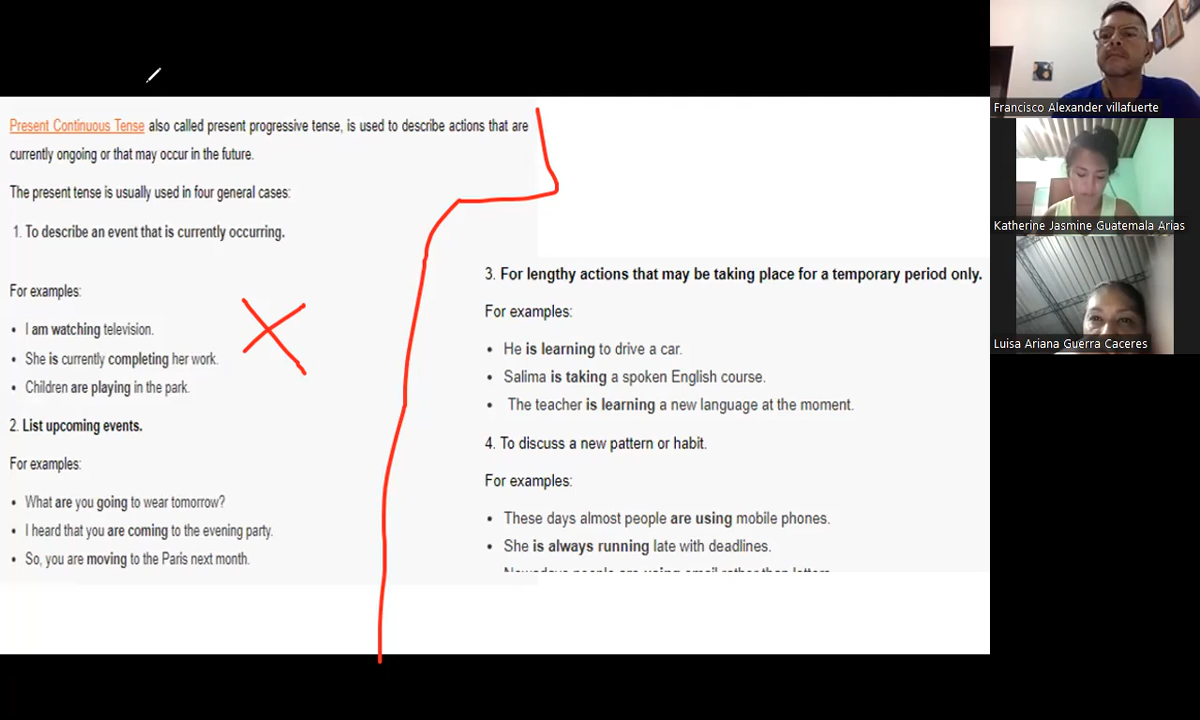 Present Continuous Tense also called present progressive tense, is used to describe actions that are
currently ongoing or that may occur in the future.
The present tense is usually used in four general cases:
1. To describe an event that is currently occurring.
For examples:
• I am watching television.
• She is currently completing her work.
• Children are playing in the park.
2. List upcoming events.
For examples:
• What are you going to wear tomorrow?
• I heard that you are coming to the evening party.
• So, you are moving to the Paris next month.
3. For lengthy actions that may be taking place for a temporary period only.
For examples:
• He is learning to drive a car.
• Salima is taking a spoken English course.
• The teacher is learning a new language at the moment.
4. To discuss a new pattern or habit.
For examples:
• These days almost people are using mobile phones.
• She is always running late with deadlines.
Nowadays people are using email rather than letters
Francisco Alexander villafuerte
Katherine Jasmine Guatemala Arias
Luisa Ariana Guerra Caceres